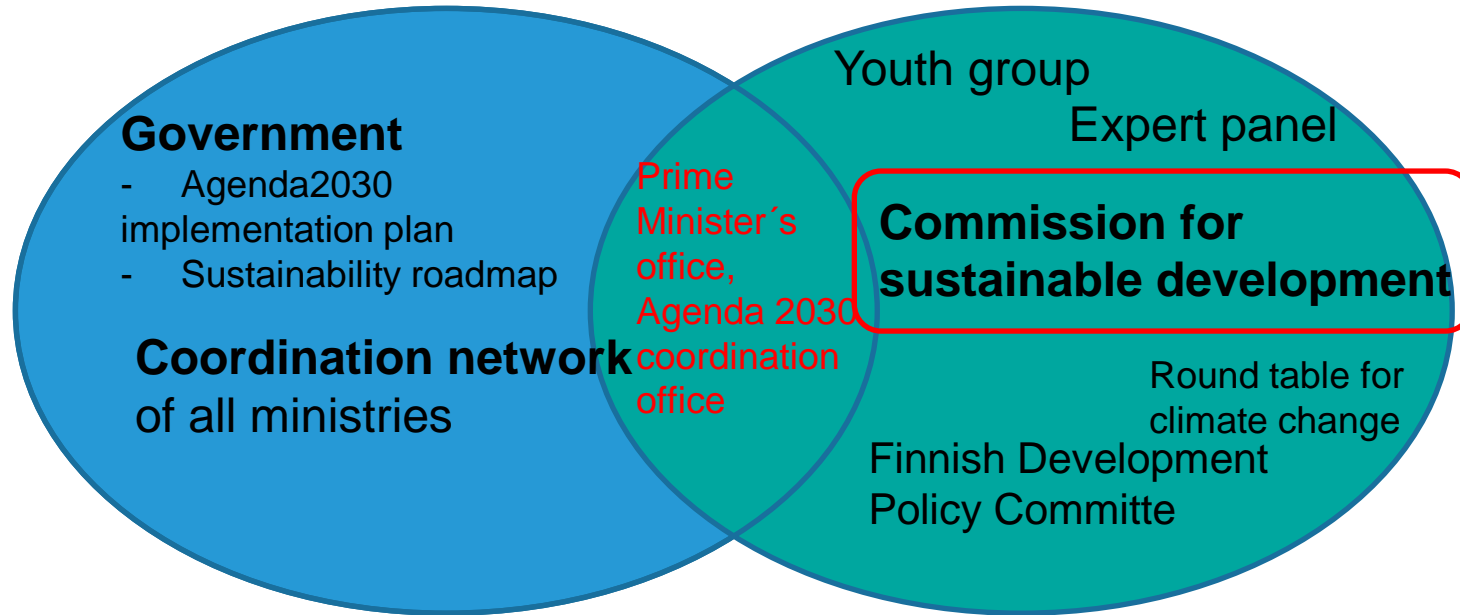 Government
- Agenda2030
implementation plan
- Sustainability roadmap
Coordination network
of all ministries
Prime
Minister´s
office,
Agenda 2030
coordination
office
Youth group
Expert panel
Commission for
sustainable development
Round table for
climate change
Finnish Development
Policy Committe